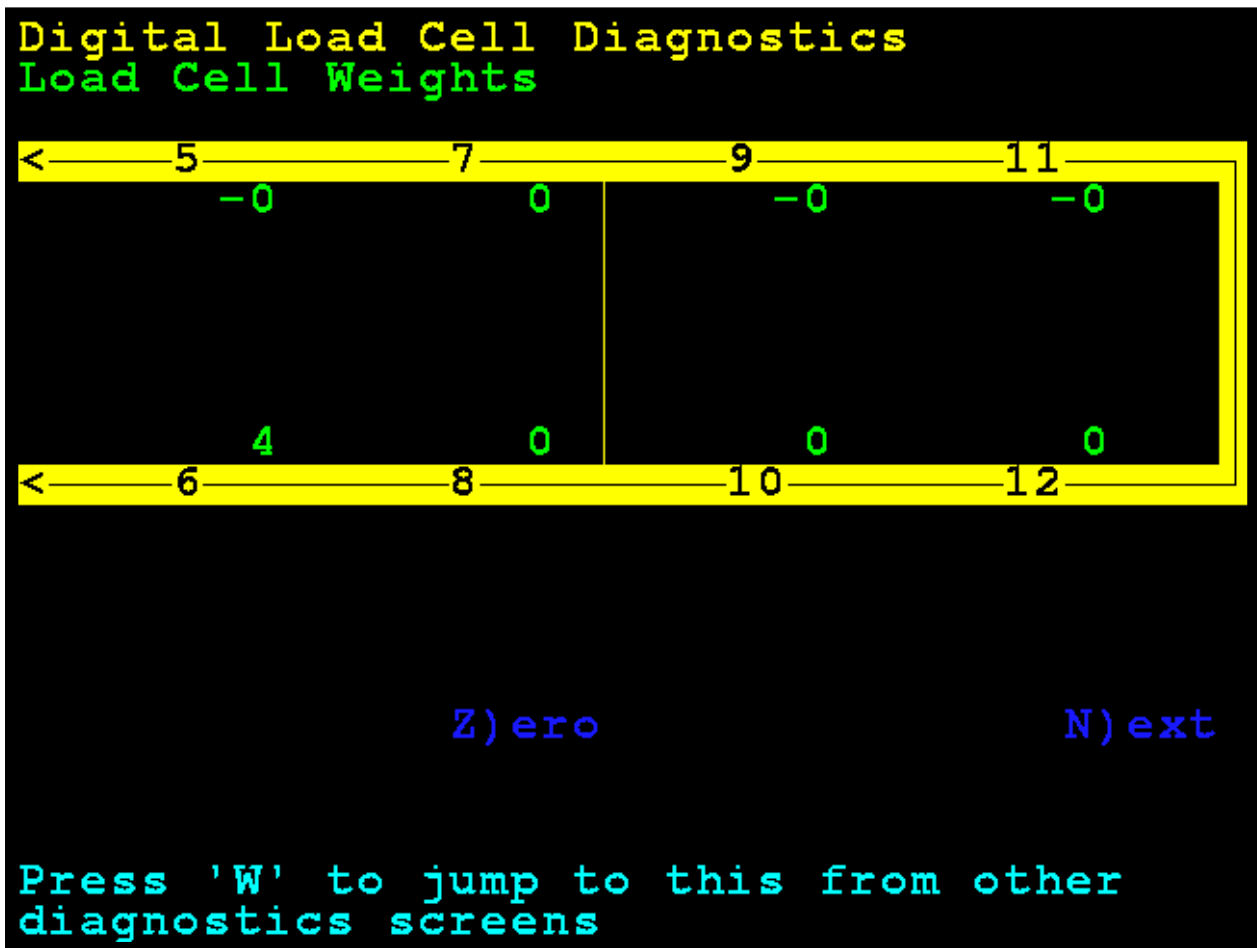 Digital Load Cell Diagnostics
Load Cell Weights
< 5 7 9 11
-0 0 -0 -0
4 0 0 0
< 6 8 10 12
Z)ero N)ext
Press 'W' to jump to this from other
diagnostics screens